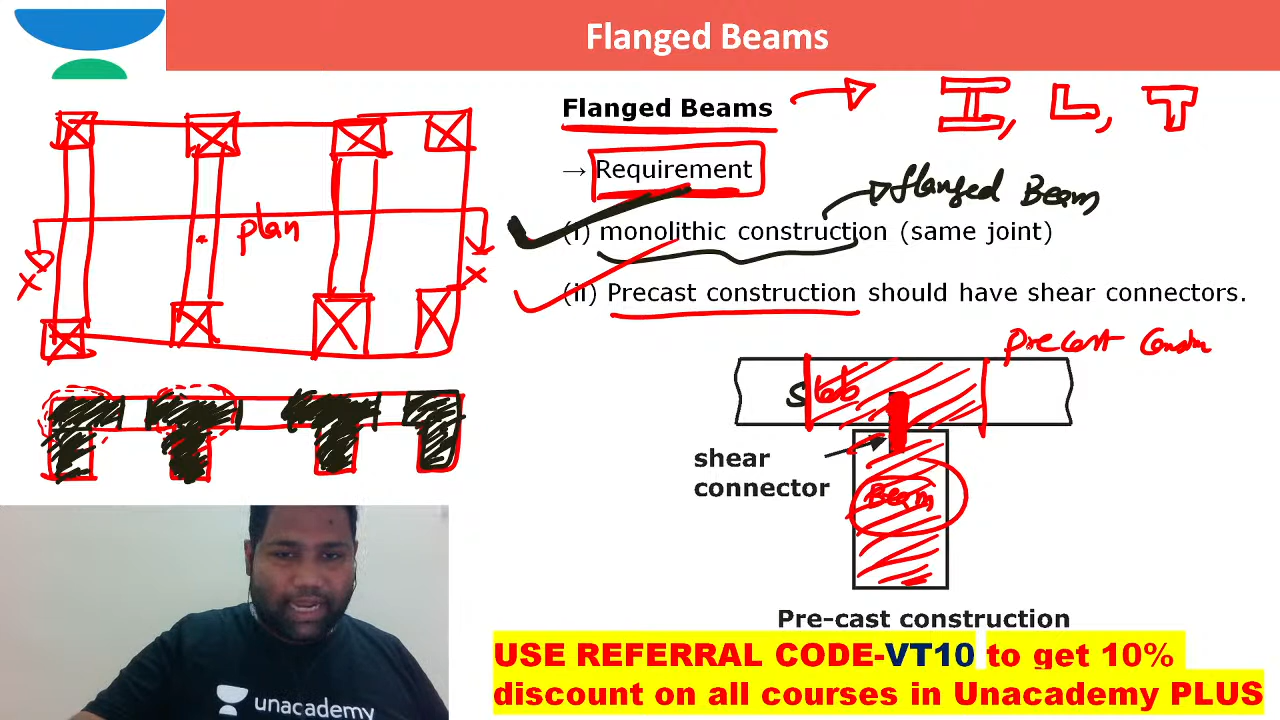 Flanged Beams
Flanged Beams
I, L, T
→ Requirement
flanged Beam
(i) monolithic construction (same joint)
(ii) Precast construction should have shear connectors.
plan
X X
precast
Slab
shear
connector
Beam
Pre-cast construction
USE REFERRAL CODE-VT10 to get 10%
discount on all courses in Unacademy PLUS
unacademy